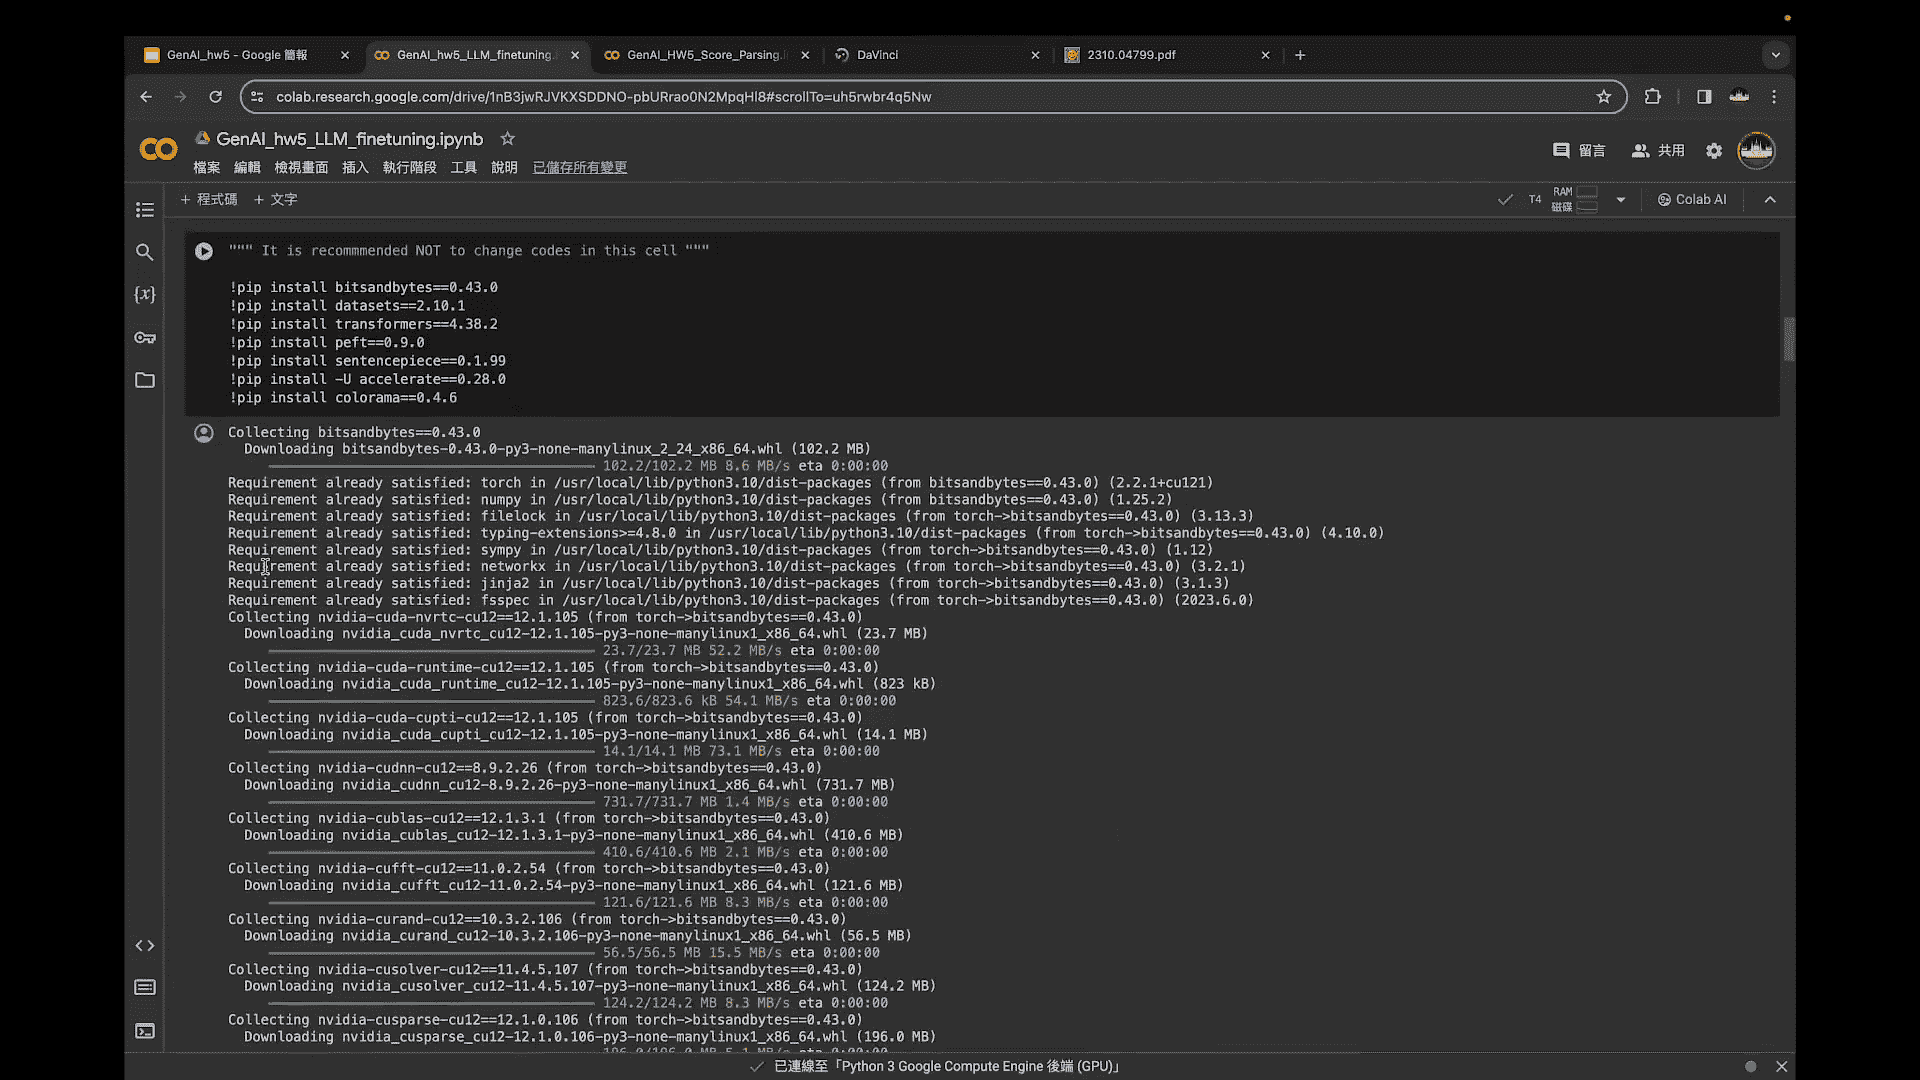 GenAI_hw5 - Google 簡報
GenAI_hw5_LLM_finetuning.
GenAI_HW5_Score_Parsing.i
DaVinci
2310.04799.pdf
colab.research.google.com/drive/1nB3jwRJVKXSDDNO-pbURrao0N2MpqHl8#scrollTo=uh5rwbr4q5Nw
GenAI_hw5_LLM_finetuning.ipynb
檔案 編輯 檢視畫面 插入 執行階段 工具 說明 已儲存所有變更
留言
共用
+ 程式碼 + 文字
T4
RAM
磁碟
Colab AI
""" It is recommmended NOT to change codes in this cell """
!pip install bitsandbytes==0.43.0
!pip install datasets==2.10.1
!pip install transformers==4.38.2
!pip install peft==0.9.0
!pip install sentencepiece==0.1.99
!pip install -U accelerate==0.28.0
!pip install colorama==0.4.6
Collecting bitsandbytes==0.43.0
Downloading bitsandbytes-0.43.0-py3-none-manylinux_2_24_x86_64.whl (102.2 MB)
102.2/102.2 MB 8.6 MB/s eta 0:00:00
Requirement already satisfied: torch in /usr/local/lib/python3.10/dist-packages (from bitsandbytes==0.43.0) (2.2.1+cu121)
Requirement already satisfied: numpy in /usr/local/lib/python3.10/dist-packages (from bitsandbytes==0.43.0) (1.25.2)
Requirement already satisfied: filelock in /usr/local/lib/python3.10/dist-packages (from torch->bitsandbytes==0.43.0) (3.13.3)
Requirement already satisfied: typing-extensions>=4.8.0 in /usr/local/lib/python3.10/dist-packages (from torch->bitsandbytes==0.43.0) (4.10.0)
Requirement already satisfied: sympy in /usr/local/lib/python3.10/dist-packages (from torch->bitsandbytes==0.43.0) (1.12)
Requirement already satisfied: networkx in /usr/local/lib/python3.10/dist-packages (from torch->bitsandbytes==0.43.0) (3.2.1)
Requirement already satisfied: jinja2 in /usr/local/lib/python3.10/dist-packages (from torch->bitsandbytes==0.43.0) (3.1.3)
Requirement already satisfied: fsspec in /usr/local/lib/python3.10/dist-packages (from torch->bitsandbytes==0.43.0) (2023.6.0)
Collecting nvidia-cuda-nvrtc-cu12==12.1.105 (from torch->bitsandbytes==0.43.0)
Downloading nvidia_cuda_nvrtc_cu12-12.1.105-py3-none-manylinux1_x86_64.whl (23.7 MB)
23.7/23.7 MB 52.2 MB/s eta 0:00:00
Collecting nvidia-cuda-runtime-cu12==12.1.105 (from torch->bitsandbytes==0.43.0)
Downloading nvidia_cuda_runtime_cu12-12.1.105-py3-none-manylinux1_x86_64.whl (823 kB)
823.6/823.6 kB 54.1 MB/s eta 0:00:00
Collecting nvidia-cuda-cupti-cu12==12.1.105 (from torch->bitsandbytes==0.43.0)
Downloading nvidia_cuda_cupti_cu12-12.1.105-py3-none-manylinux1_x86_64.whl (14.1 MB)
14.1/14.1 MB 73.1 MB/s eta 0:00:00
Collecting nvidia-cudnn-cu12==8.9.2.26 (from torch->bitsandbytes==0.43.0)
Downloading nvidia_cudnn_cu12-8.9.2.26-py3-none-manylinux1_x86_64.whl (731.7 MB)
731.7/731.7 MB 1.4 MB/s eta 0:00:00
Collecting nvidia-cublas-cu12==12.1.3.1 (from torch->bitsandbytes==0.43.0)
Downloading nvidia_cublas_cu12-12.1.3.1-py3-none-manylinux1_x86_64.whl (410.6 MB)
410.6/410.6 MB 2.1 MB/s eta 0:00:00
Collecting nvidia-cufft-cu12==11.0.2.54 (from torch->bitsandbytes==0.43.0)
Downloading nvidia_cufft_cu12-11.0.2.54-py3-none-manylinux1_x86_64.whl (121.6 MB)
121.6/121.6 MB 8.3 MB/s eta 0:00:00
Collecting nvidia-curand-cu12==10.3.2.106 (from torch->bitsandbytes==0.43.0)
Downloading nvidia_curand_cu12-10.3.2.106-py3-none-manylinux1_x86_64.whl (56.5 MB)
56.5/56.5 MB 15.5 MB/s eta 0:00:00
Collecting nvidia-cusolver-cu12==11.4.5.107 (from torch->bitsandbytes==0.43.0)
Downloading nvidia_cusolver_cu12-11.4.5.107-py3-none-manylinux1_x86_64.whl (124.2 MB)
124.2/124.2 MB 8.3 MB/s eta 0:00:00
Collecting nvidia-cusparse-cu12==12.1.0.106 (from torch->bitsandbytes==0.43.0)
Downloading nvidia_cusparse_cu12-12.1.0.106-py3-none-manylinux1_x86_64.whl (196.0 MB)
已連線至「Python 3 Google Compute Engine 後端 (GPU)」